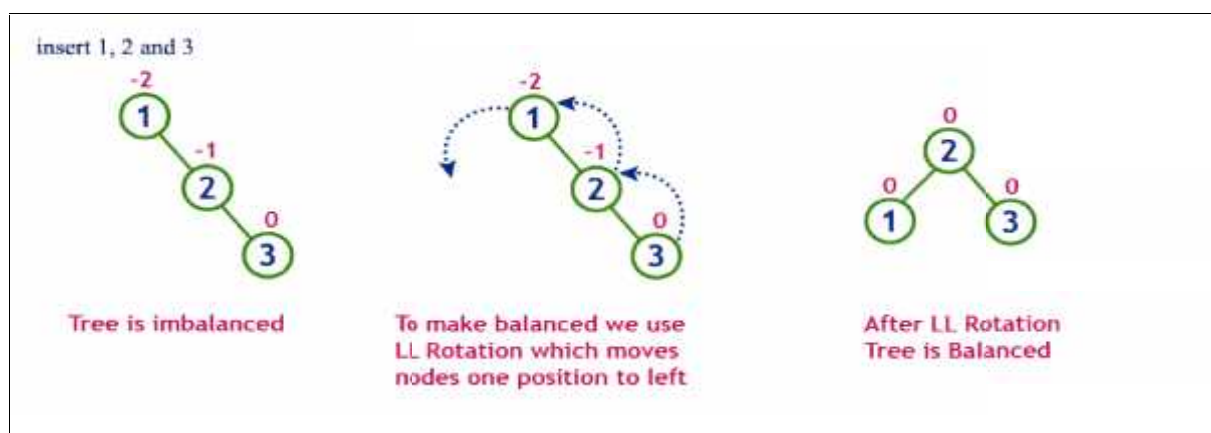 insert 1, 2 and 3
-2
1
-1
2
0
3
Tree is imbalanced
-2
1
-1
2
0
3
To make balanced we use
LL Rotation which moves
nodes one position to left
0
2
0
1
0
3
After LL Rotation
Tree is Balanced